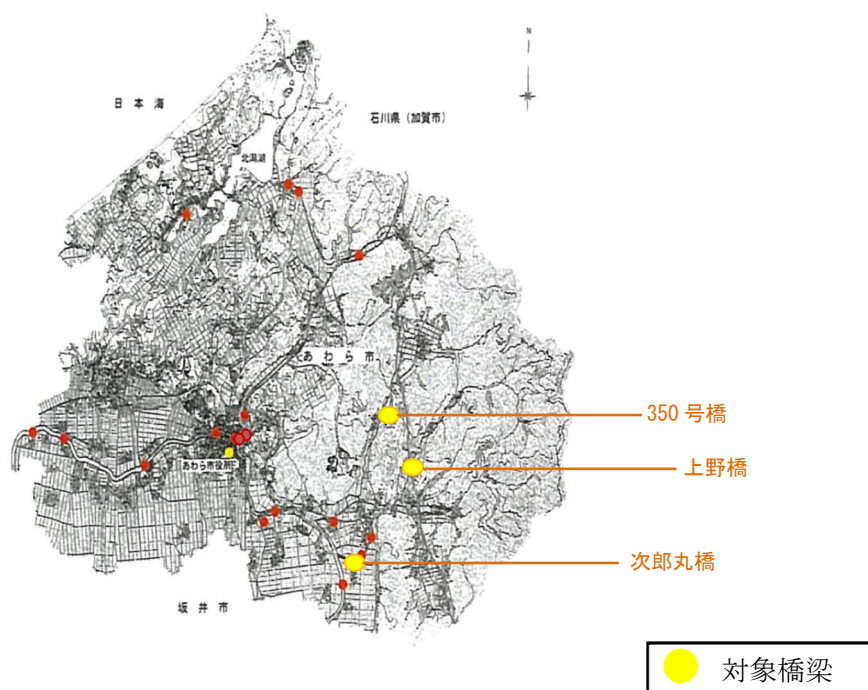 N
日本海
石川県（加賀市）
北潟湖
あわら市
350号橋
あわら市役所
上野橋
次郎丸橋
坂井市
対象橋梁